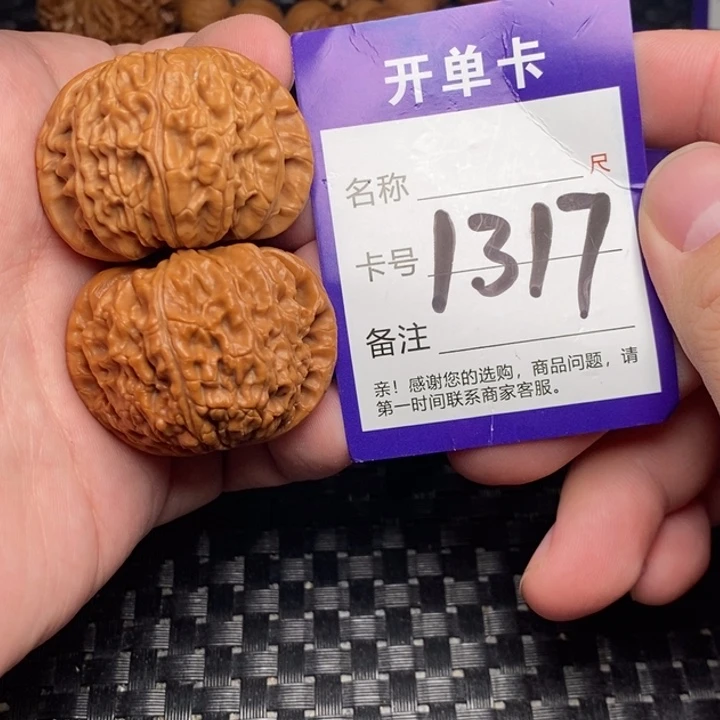 开单卡
名称 尺
卡号 1317
备注
亲！感谢您的选购，商品问题，请
第一时间联系商家客服。